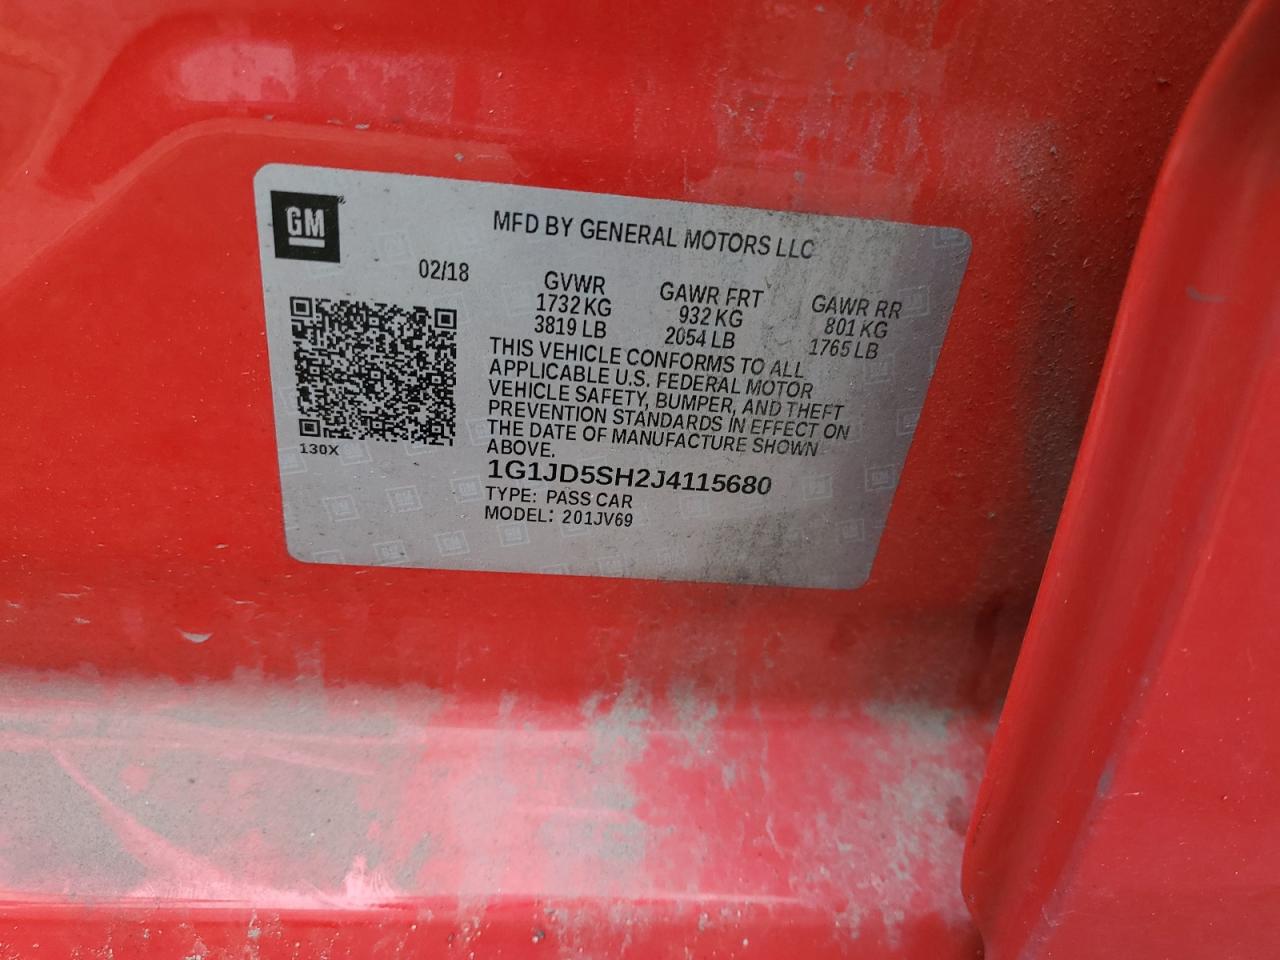 GM
MFD BY GENERAL MOTORS LLC
02/18
GVWR
1732 KG
3819 LB
GAWR FRT
932 KG
2054 LB
GAWR RR
801 KG
1765 LB
THIS VEHICLE CONFORMS TO ALL
APPLICABLE U.S. FEDERAL MOTOR
VEHICLE SAFETY, BUMPER, AND THEFT
PREVENTION STANDARDS IN EFFECT ON
THE DATE OF MANUFACTURE SHOWN
ABOVE.
130X
1G1JD5SH2J4115680
TYPE: PASS CAR
MODEL: 201JV69